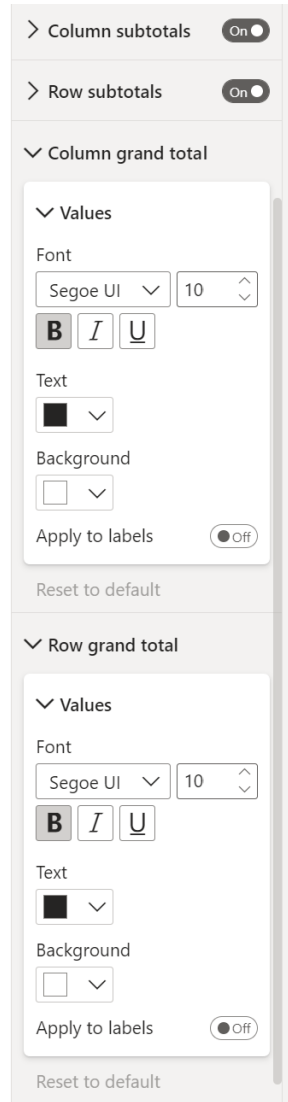 Column subtotals On
Row subtotals On
Column grand total
Values
Font
Segoe UI 10
B I U
Text
Background
Apply to labels Off
Reset to default
Row grand total
Values
Font
Segoe UI 10
B I U
Text
Background
Apply to labels Off
Reset to default